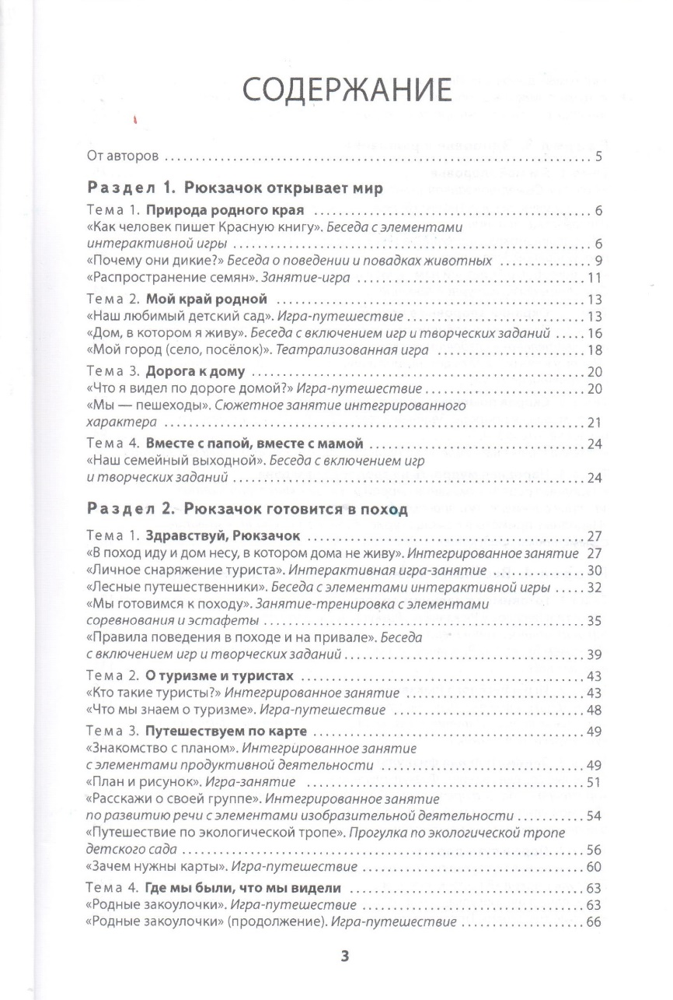 СОДЕРЖАНИЕ
От авторов ........ 5
Раздел 1. Рюкзачок открывает мир
Тема 1. Природа родного края ........ 6
«Как человек пишет Красную книгу». Беседа с элементами
интерактивной игры ........ 6
«Почему они дикие?» Беседа о поведении и повадках животных ........ 9
«Распространение семян». Занятие-игра ........ 11
Тема 2. Мой край родной ........ 13
«Наш любимый детский сад». Игра-путешествие ........ 13
«Дом, в котором я живу». Беседа с включением игр и творческих заданий ..... 16
«Мой город (село, посёлок)». Театрализованная игра ........ 18
Тема 3. Дорога к дому ........ 20
«Что я видел по дороге домой?» Игра-путешествие ........ 20
«Мы — пешеходы». Сюжетное занятие интегрированного
характера ........ 21
Тема 4. Вместе с папой, вместе с мамой ........ 24
«Наш семейный выходной». Беседа с включением игр
и творческих заданий ........ 24
Раздел 2. Рюкзачок готовится в поход
Тема 1. Здравствуй, Рюкзачок ........ 27
«В поход иду и дом несу, в котором дома не живу». Интегрированное занятие 27
«Личное снаряжение туриста». Интерактивная игра-занятие ........ 30
«Лесные путешественники». Беседа с элементами интерактивной игры ..... 32
«Мы готовимся к походу». Занятие-тренировка с элементами
соревнования и эстафеты ........ 35
«Правила поведения в походе и на привале». Беседа
с включением игр и творческих заданий ........ 39
Тема 2. О туризме и туристах ........ 43
«Кто такие туристы?» Интегрированное занятие ........ 43
«Что мы знаем о туризме». Игра-путешествие ........ 48
Тема 3. Путешествуем по карте ........ 49
«Знакомство с планом». Интегрированное занятие
с элементами продуктивной деятельности ........ 49
«План и рисунок». Игра-занятие ........ 51
«Расскажи о своей группе». Интегрированное занятие
по развитию речи с элементами изобразительной деятельности ........ 54
«Путешествие по экологической тропе». Прогулка по экологической тропе
детского сада ........ 56
«Зачем нужны карты». Игра-путешествие ........ 60
Тема 4. Где мы были, что мы видели ........ 63
«Родные закоулочки». Игра-путешествие ........ 63
«Родные закоулочки» (продолжение). Игра-путешествие ........ 66
3